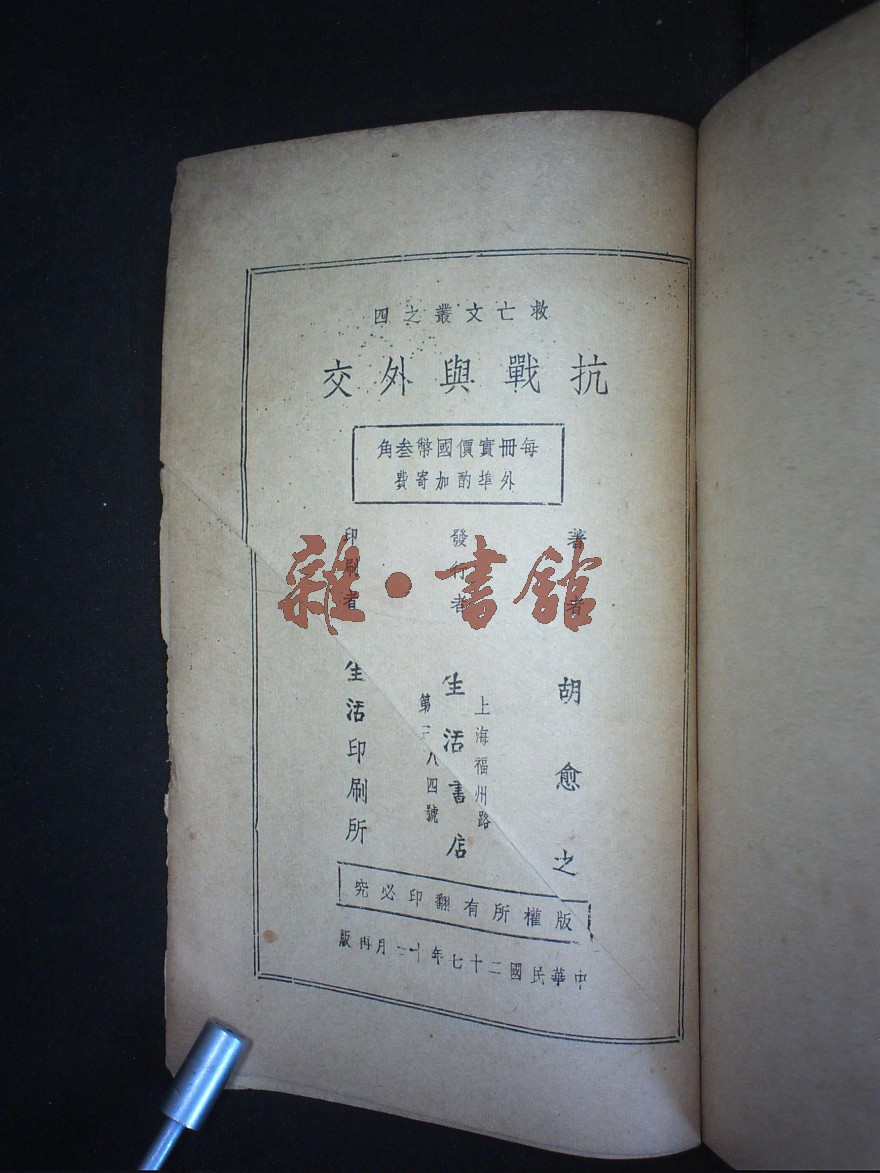 救亡文叢之四
抗戰與外交
每冊實價國幣叁角
外埠酌加寄費
著者 胡愈之
發行者 生活書店
上海福州路
第三八四號
印刷者 生活印刷所
版權所有翻印必究
中華民國二十七年十一月再版
雜·書館